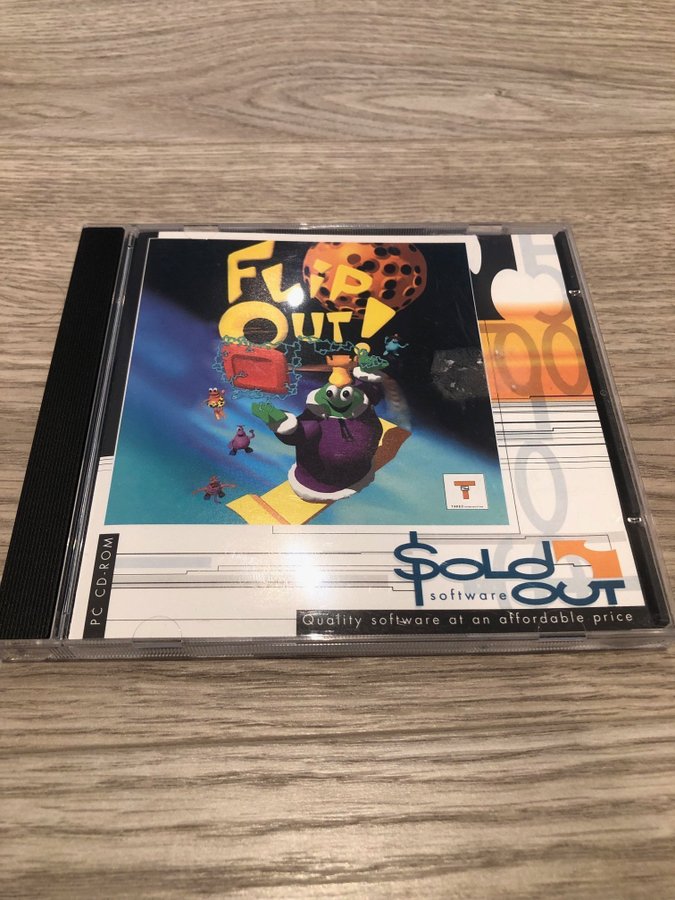 FLiP
OUT!
T
PC CD-ROM
$OLD
software OUT
Quality software at an affordable price